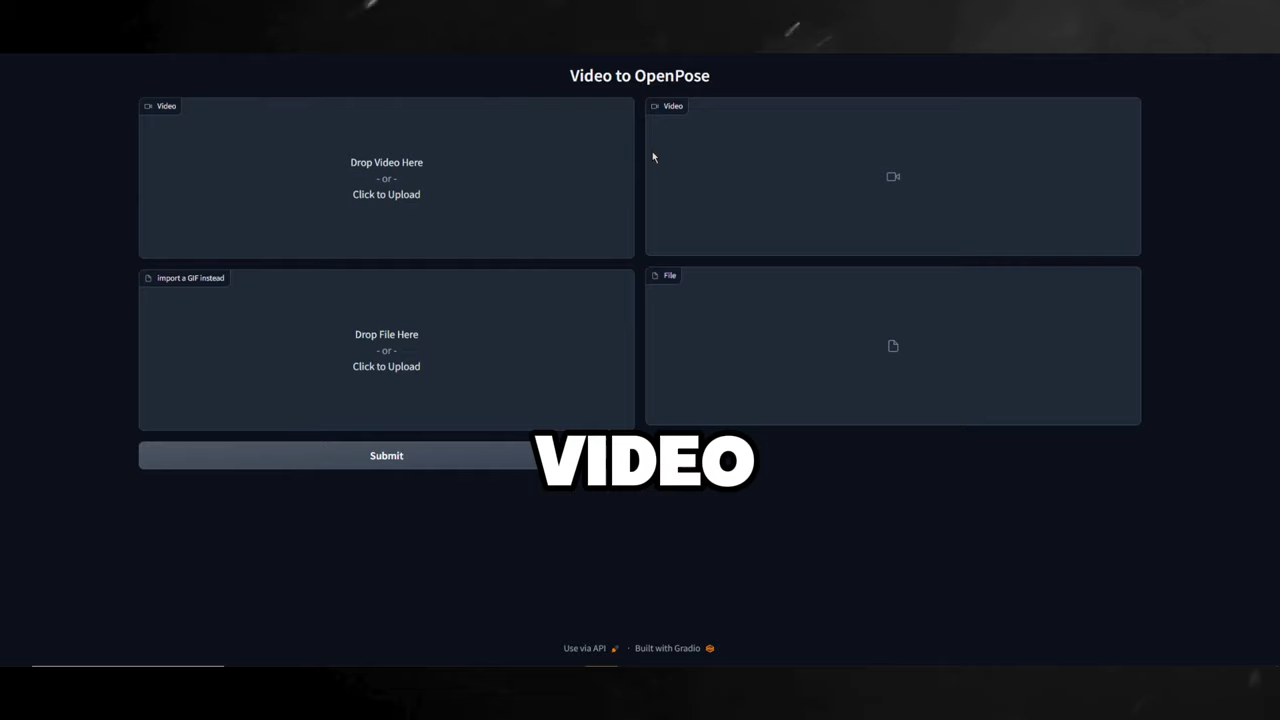 Video to OpenPose
Video
Drop Video Here
- or -
Click to Upload
Video
import a GIF instead
Drop File Here
- or -
Click to Upload
File
Submit
VIDEO
Use via API · Built with Gradio